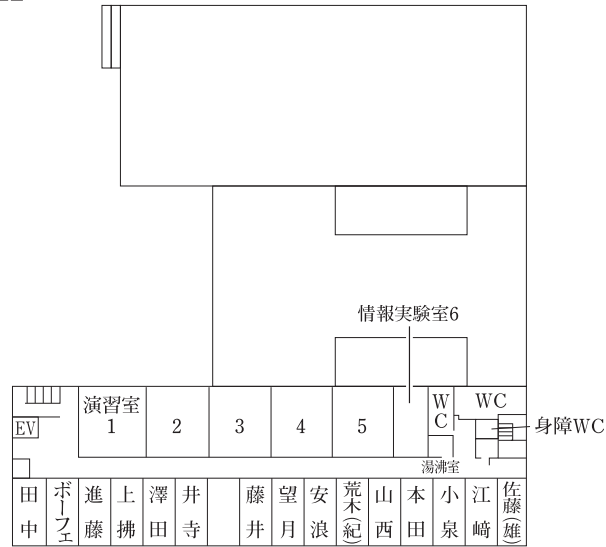 情報実験室6
演習室
1
2
3
4
5
WC
WC
EV
身障WC
湯沸室
田中
ボーフェ
進藤
上拂
澤田
井寺
藤井
望月
安浪
荒木(紀)
山西
本田
小泉
江﨑
佐藤(雄)